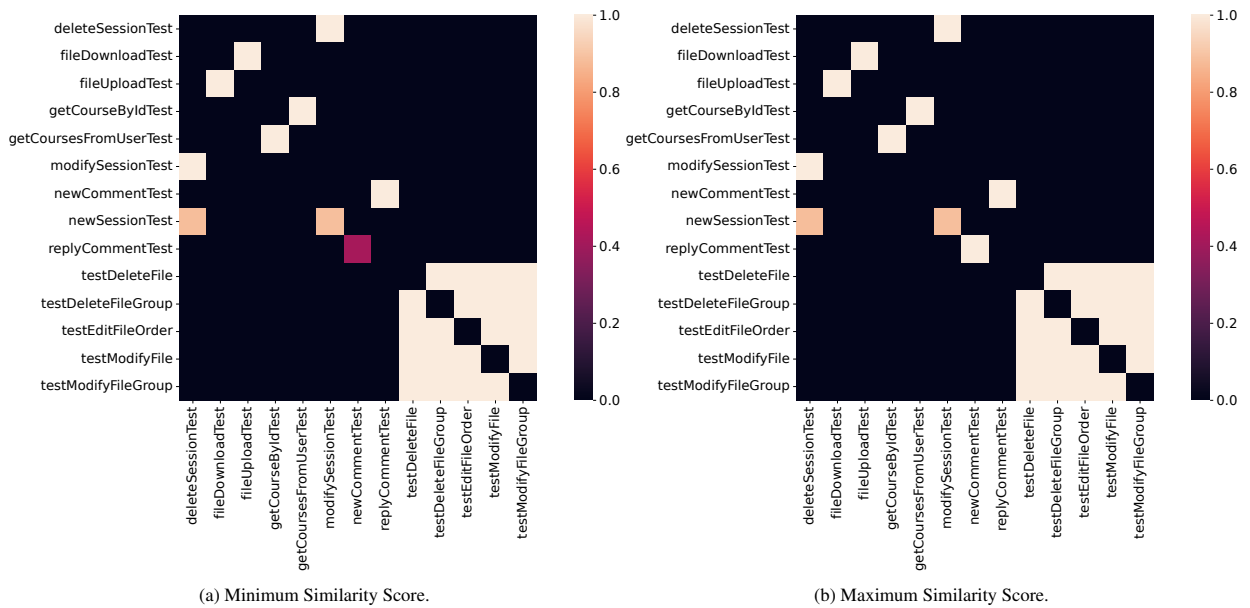 deleteSessionTest
fileDownloadTest
fileUploadTest
getCourseByIdTest
getCoursesFromUserTest
modifySessionTest
newCommentTest
newSessionTest
replyCommentTest
testDeleteFile
testDeleteFileGroup
testEditFileOrder
testModifyFile
testModifyFileGroup
deleteSessionTest
fileDownloadTest
fileUploadTest
getCourseByIdTest
getCoursesFromUserTest
modifySessionTest
newCommentTest
replyCommentTest
testDeleteFile
testDeleteFileGroup
testEditFileOrder
testModifyFile
testModifyFileGroup
1.0
0.8
0.6
0.4
0.2
0.0
(a) Minimum Similarity Score.
deleteSessionTest
fileDownloadTest
fileUploadTest
getCourseByIdTest
getCoursesFromUserTest
modifySessionTest
newCommentTest
newSessionTest
replyCommentTest
testDeleteFile
testDeleteFileGroup
testEditFileOrder
testModifyFile
testModifyFileGroup
deleteSessionTest
fileDownloadTest
fileUploadTest
getCourseByIdTest
getCoursesFromUserTest
modifySessionTest
newCommentTest
replyCommentTest
testDeleteFile
testDeleteFileGroup
testEditFileOrder
testModifyFile
testModifyFileGroup
1.0
0.8
0.6
0.4
0.2
0.0
(b) Maximum Similarity Score.